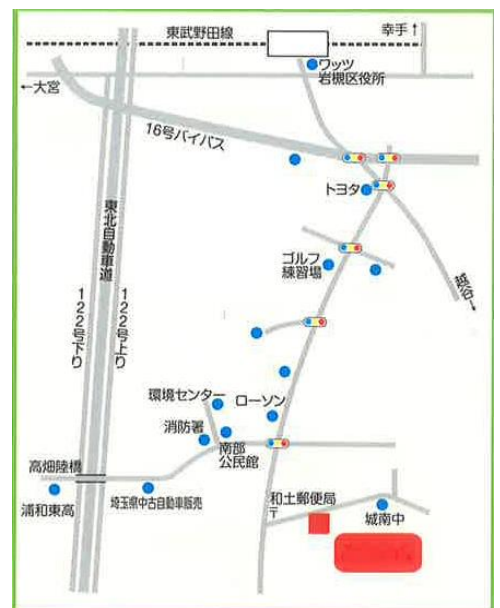 東武野田線
幸手↑
ワッツ
岩槻区役所
←大宮
16号バイパス
トヨタ
東北自動車道
ゴルフ
練習場
越谷→
122号下り
122号上り
環境センター
ローソン
消防署
南部
公民館
高畑陸橋
和土郵便局
〒
浦和東高
埼玉県中古自動車販売
城南中